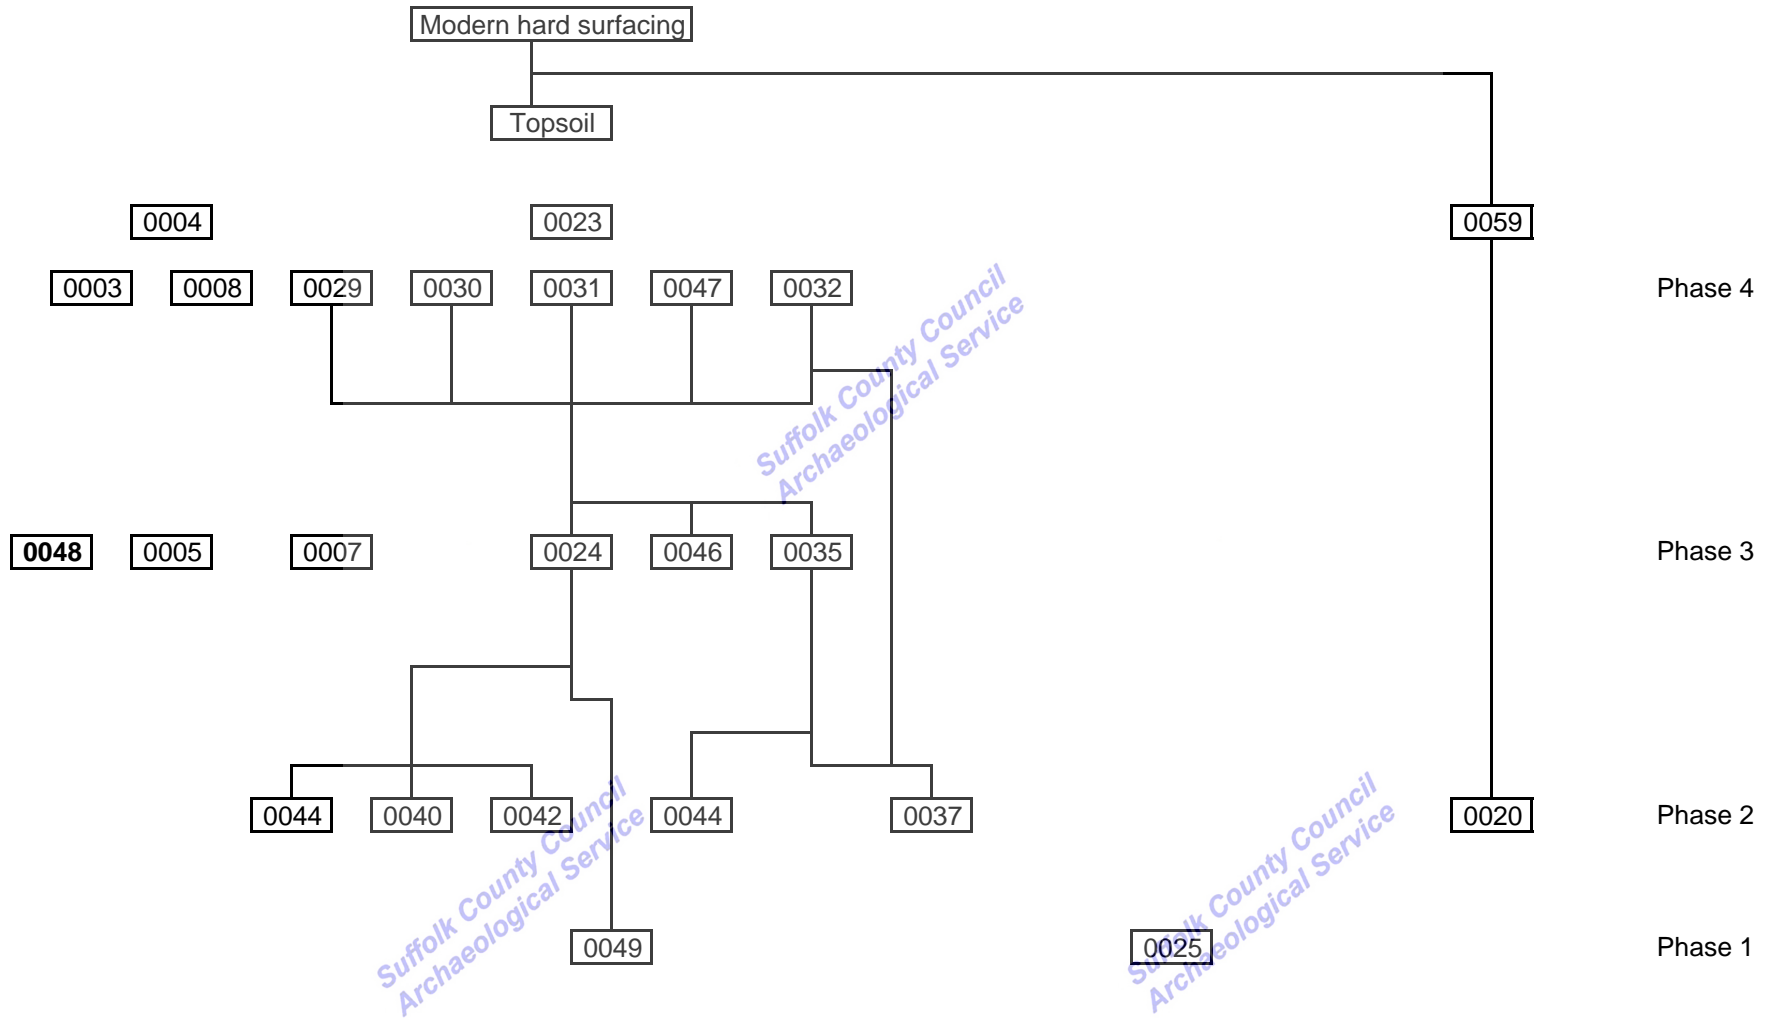 Modern hard surfacing
Topsoil
0004
0023
0059
0003
0008
0029
0030
0031
0047
0032
Phase 4
Suffolk County Council
Archaeological Service
0048
0005
0007
0024
0046
0035
Phase 3
0044
0040
0042
0044
0037
0020
Phase 2
Suffolk County Council
Archaeological Service
Suffolk County Council
Archaeological Service
0049
0025
Phase 1